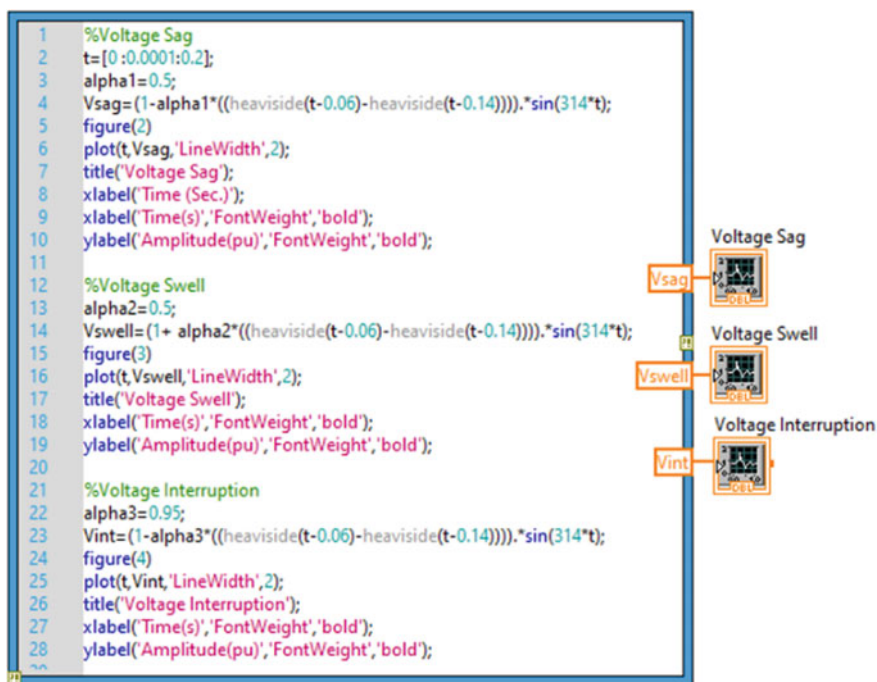 1 %Voltage Sag
2 t=[0 :0.0001:0.2];
3 alpha1=0.5;
4 Vsag=(1-alpha1*((heaviside(t-0.06)-heaviside(t-0.14)))).*sin(314*t);
5 figure(2)
6 plot(t,Vsag,'LineWidth',2);
7 title('Voltage Sag');
8 xlabel('Time (Sec.)');
9 xlabel('Time(s)','FontWeight','bold');
10 ylabel('Amplitude(pu)','FontWeight','bold');
11
12 %Voltage Swell
13 alpha2=0.5;
14 Vswell=(1+ alpha2*((heaviside(t-0.06)-heaviside(t-0.14)))).*sin(314*t);
15 figure(3)
16 plot(t,Vswell,'LineWidth',2);
17 title('Voltage Swell');
18 xlabel('Time(s)','FontWeight','bold');
19 ylabel('Amplitude(pu)','FontWeight','bold');
20
21 %Voltage Interruption
22 alpha3=0.95;
23 Vint=(1-alpha3*((heaviside(t-0.06)-heaviside(t-0.14)))).*sin(314*t);
24 figure(4)
25 plot(t,Vint,'LineWidth',2);
26 title('Voltage Interruption');
27 xlabel('Time(s)','FontWeight','bold');
28 ylabel('Amplitude(pu)','FontWeight','bold');
Voltage Sag
Vsag
DBL
Voltage Swell
Vswell
DBL
Voltage Interruption
Vint
DBL